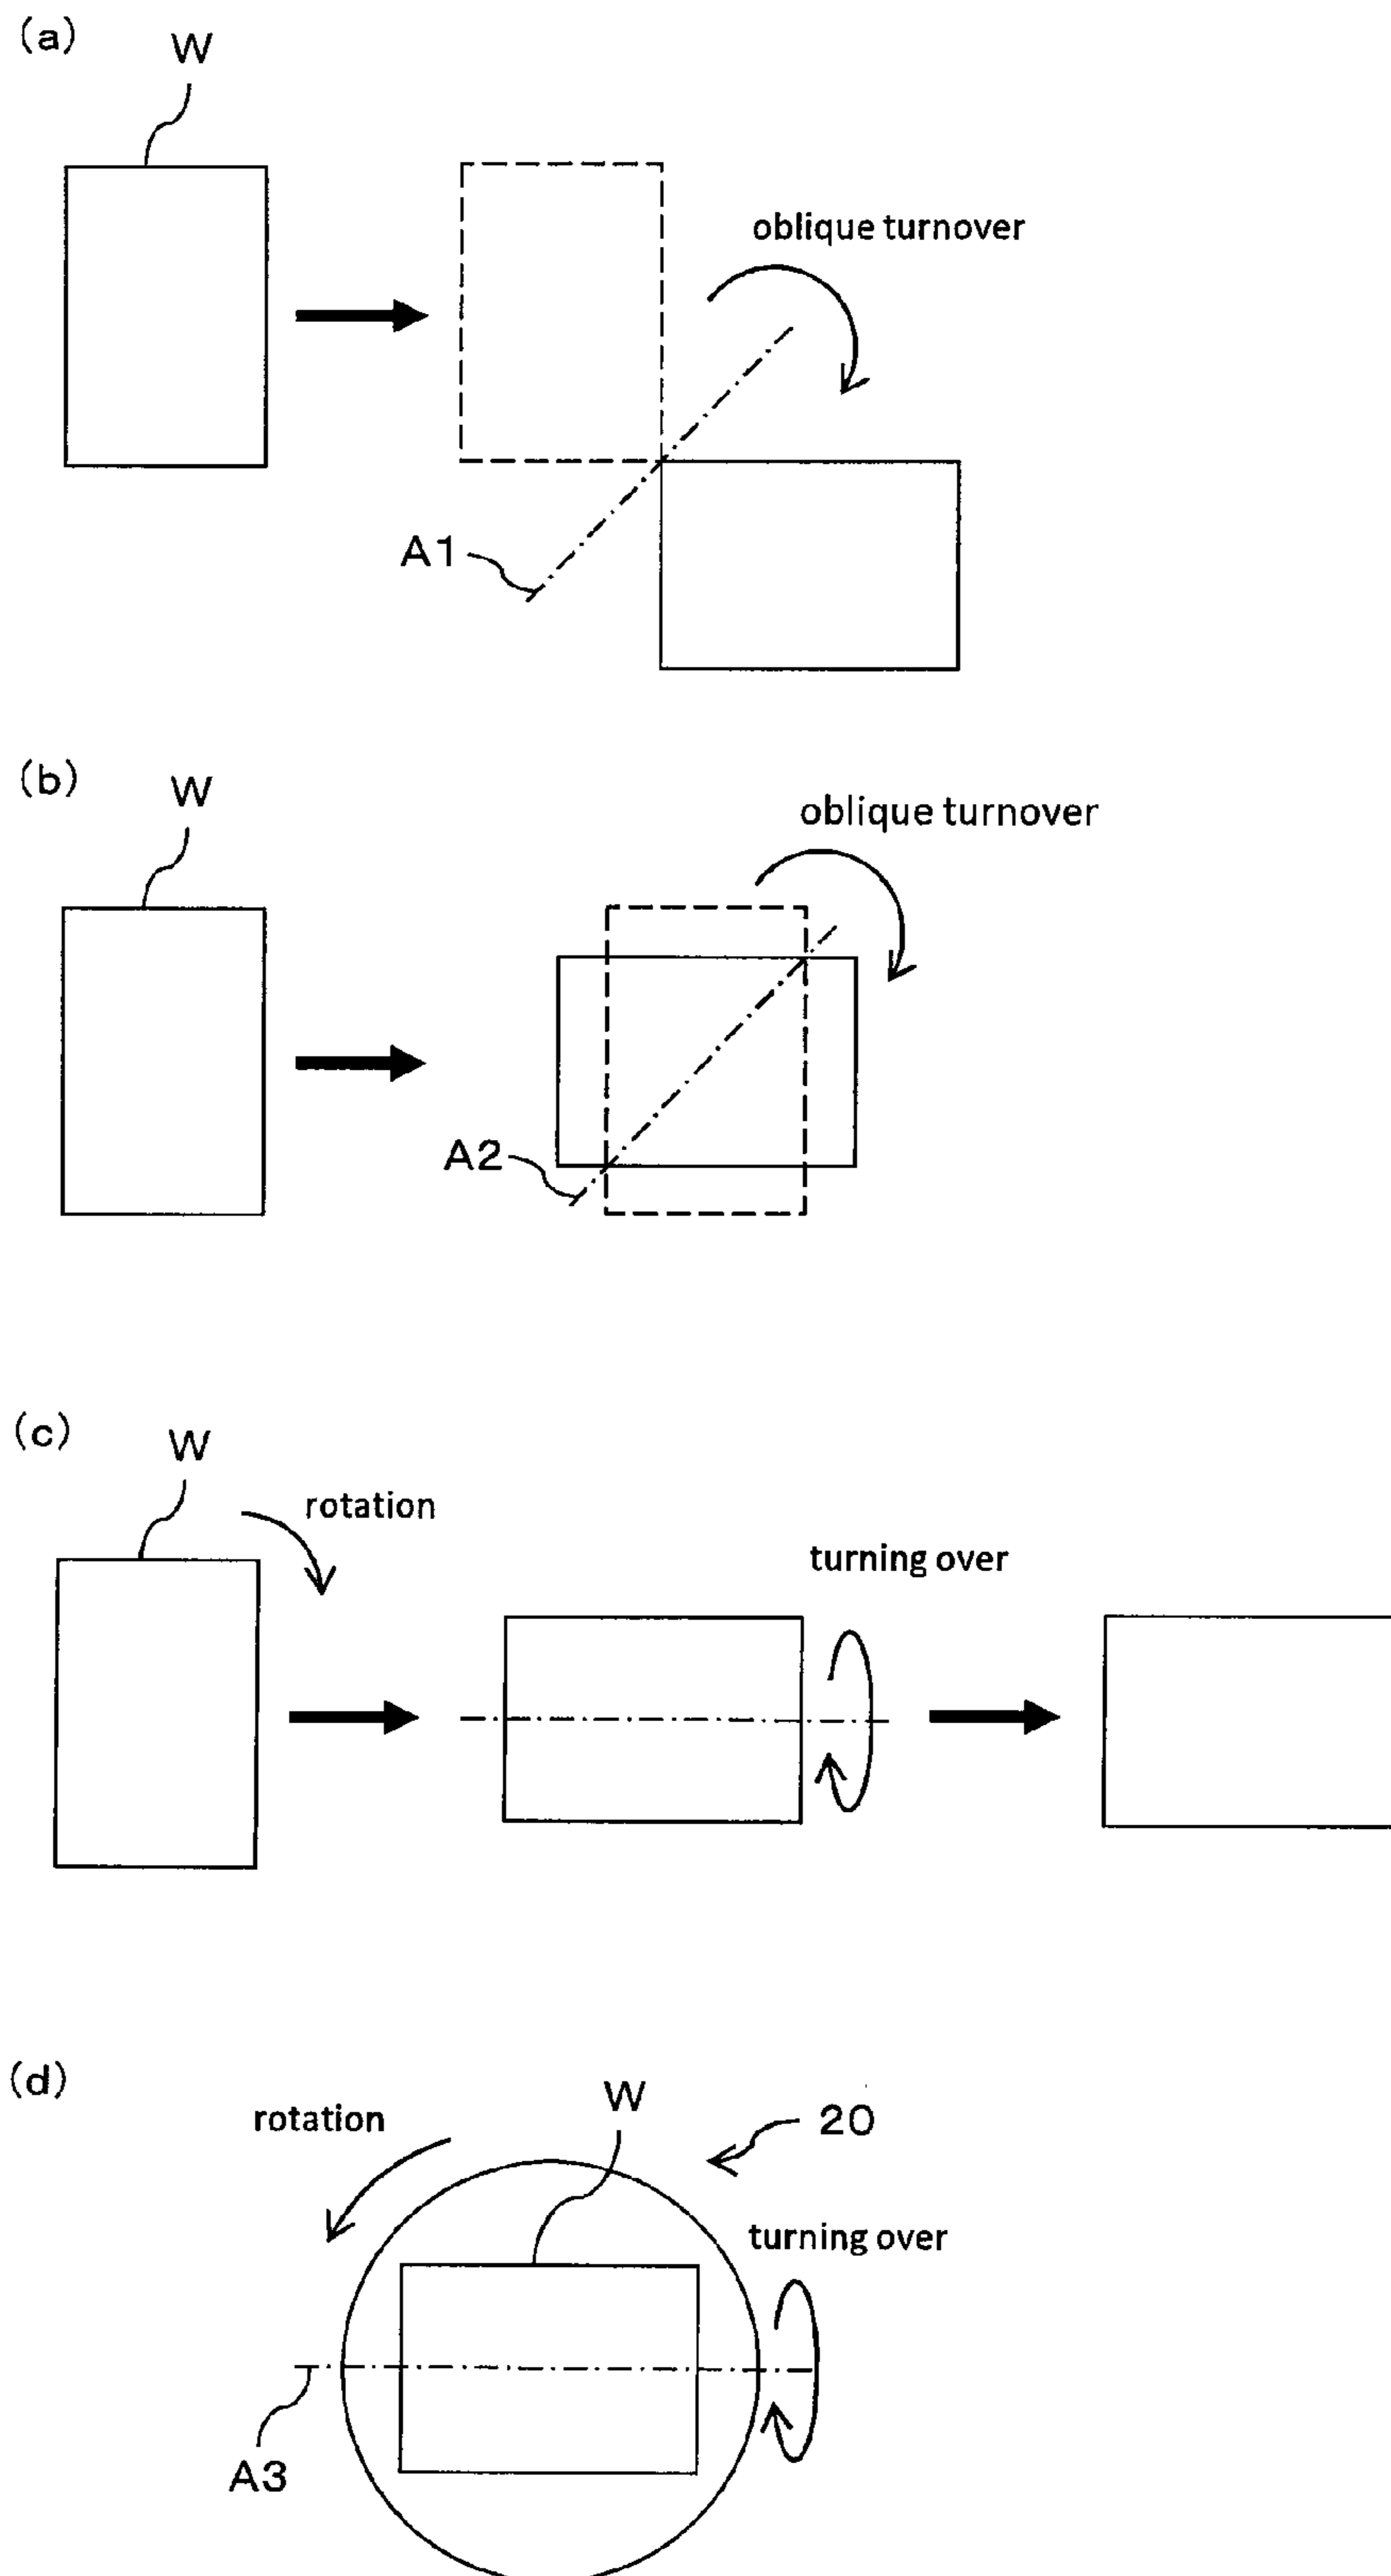 (a)
W
oblique turnover
A1
(b)
W
oblique turnover
A2
(c)
W
rotation
turning over
(d)
W
20
rotation
turning over
A3